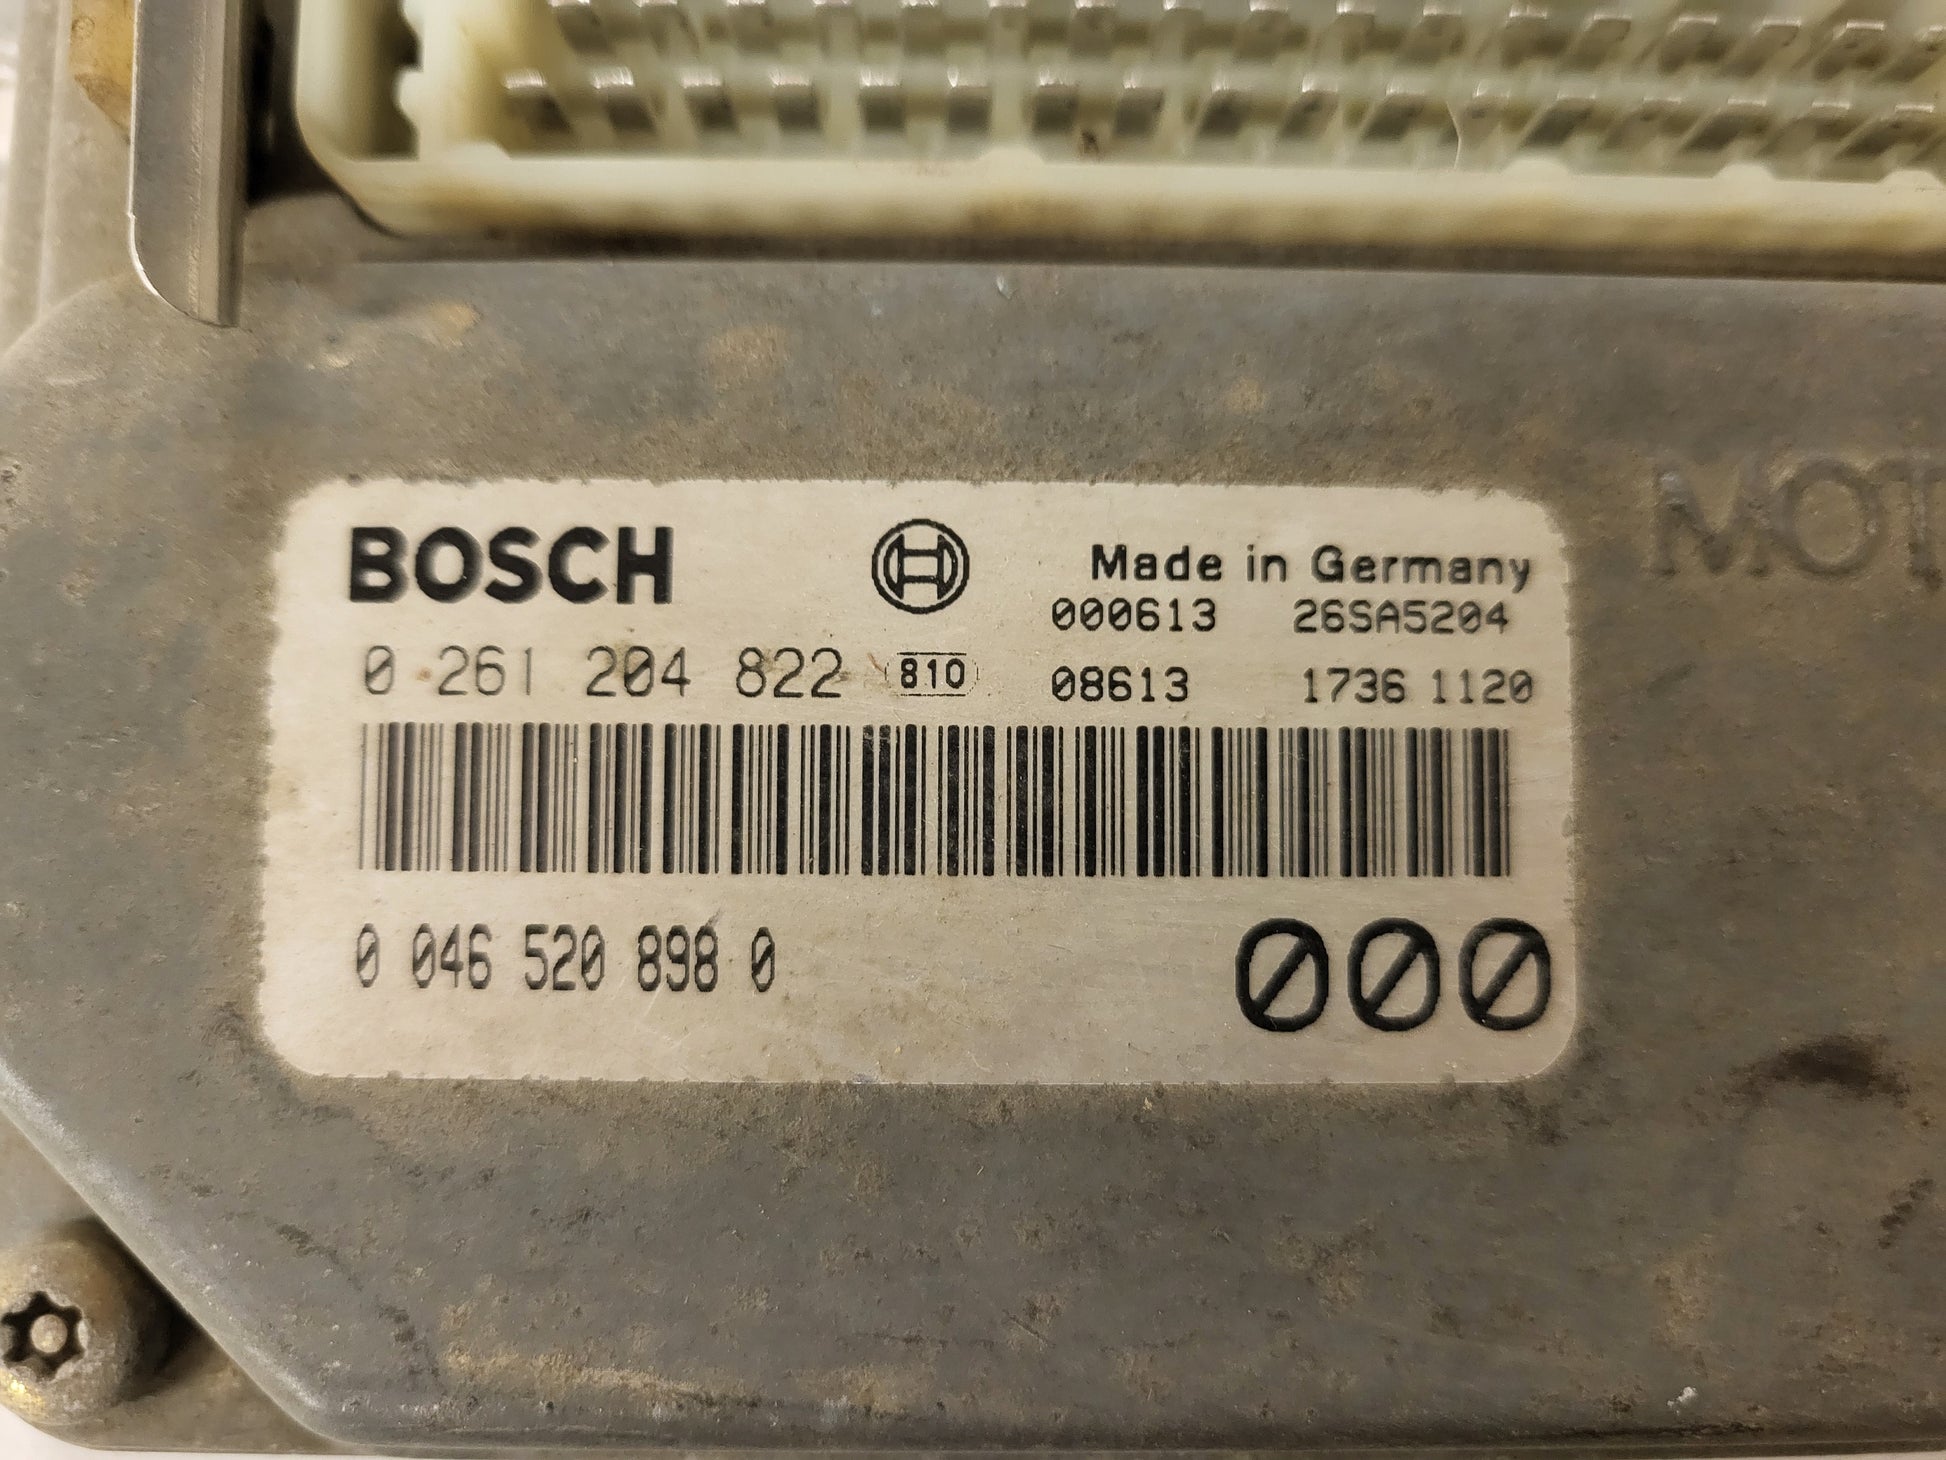 MOT
BOSCH Made in Germany
000613 26SA5204
0 261 204 822 810 08613 1736 1120
0 046 520 898 0 000